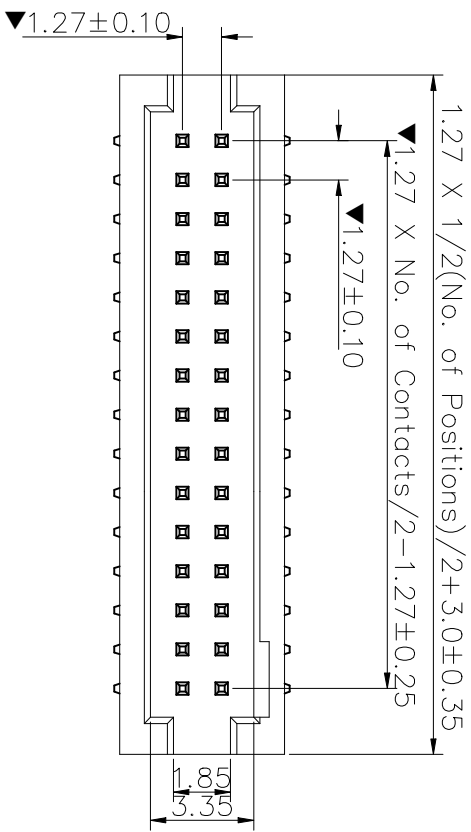 ▼1.27±0.10
1.27 X 1/2(No. of Positions)/2+3.0±0.35
▼1.27 X No. of Contacts/2-1.27±0.25
▼1.27±0.10
1.85
3.35